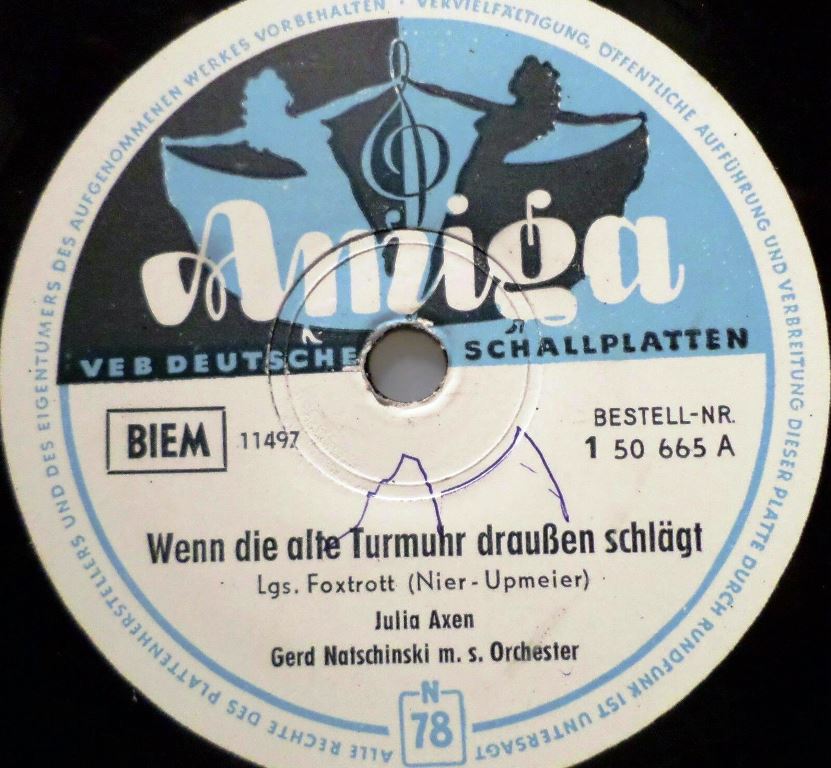 ALLE RECHTE DES PLATTENHERSTELLERS UND DES EIGENTÜMERS DES AUFGENOMMENEN WERKES VORBEHALTEN · VERVIELFÄLTIGUNG, ÖFFENTLICHE AUFFÜHRUNG UND VERBREITUNG DIESER PLATTE DURCH RUNDFUNK IST UNTERSAGT
Amiga
VEB DEUTSCHE SCHALLPLATTEN
BIEM 11497
BESTELL-NR.
1 50 665 A
Wenn die alte Turmuhr draußen schlägt
Lgs. Foxtrott (Nier-Upmeier)
Julia Axen
Gerd Natschinski m. s. Orchester
N
78